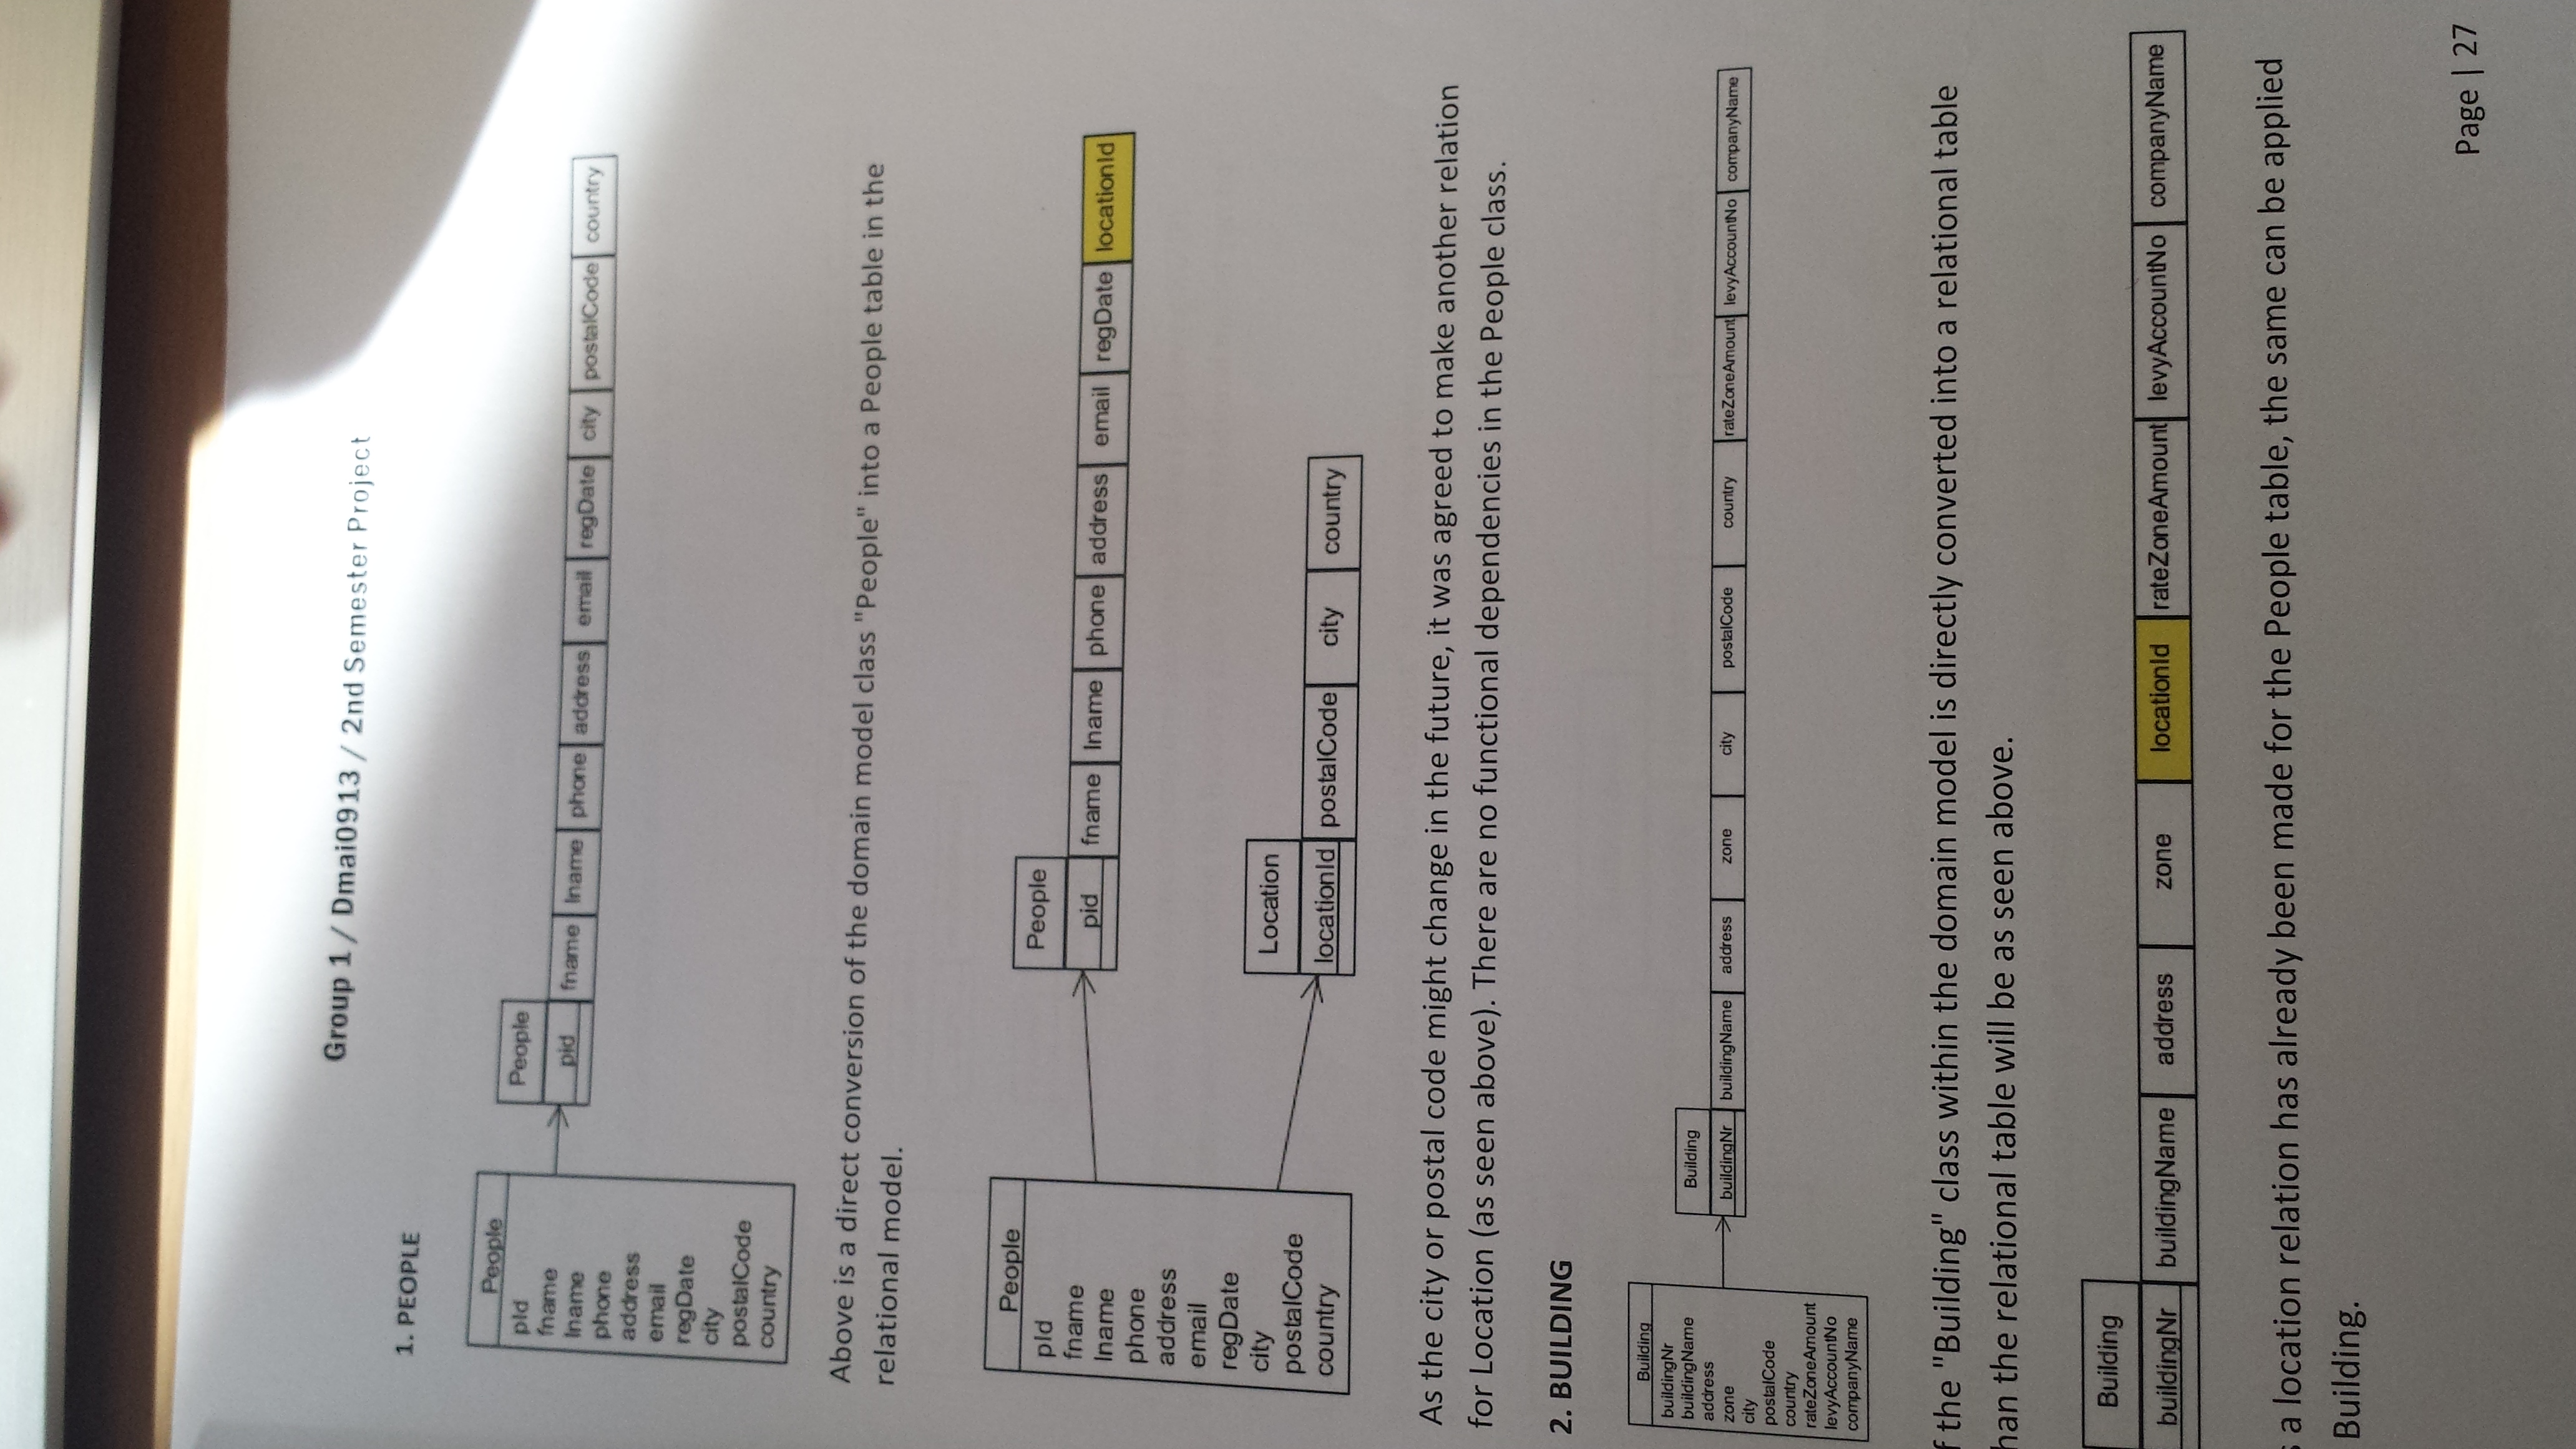 Group 1 / Dmai0913 / 2nd Semester Project
1. PEOPLE
People
pId
fname
lname
phone
address
email
regDate
city
postalCode
country
People
pid fname lname phone address email regDate city postalCode country
Above is a direct conversion of the domain model class "People" into a People table in the
relational model.
People
pId
fname
lname
phone
address
email
regDate
city
postalCode
country
People
pid fname lname phone address email regDate locationId
Location
locationId postalCode city country
As the city or postal code might change in the future, it was agreed to make another relation
for Location (as seen above). There are no functional dependencies in the People class.
2. BUILDING
Building
buildingNr
buildingName
address
zone
city
postalCode
country
rateZoneAmount
levyAccountNo
companyName
Building
buildingNr buildingName address zone city postalCode country rateZoneAmount levyAccountNo companyName
f the "Building" class within the domain model is directly converted into a relational table
han the relational table will be as seen above.
Building
buildingNr buildingName address zone locationId rateZoneAmount levyAccountNo companyName
s a location relation has already been made for the People table, the same can be applied
Building.
Page | 27